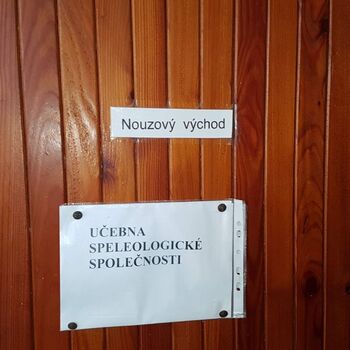 Nouzový východ
UČEBNA
SPELEOLOGICKÉ
SPOLEČNOSTI